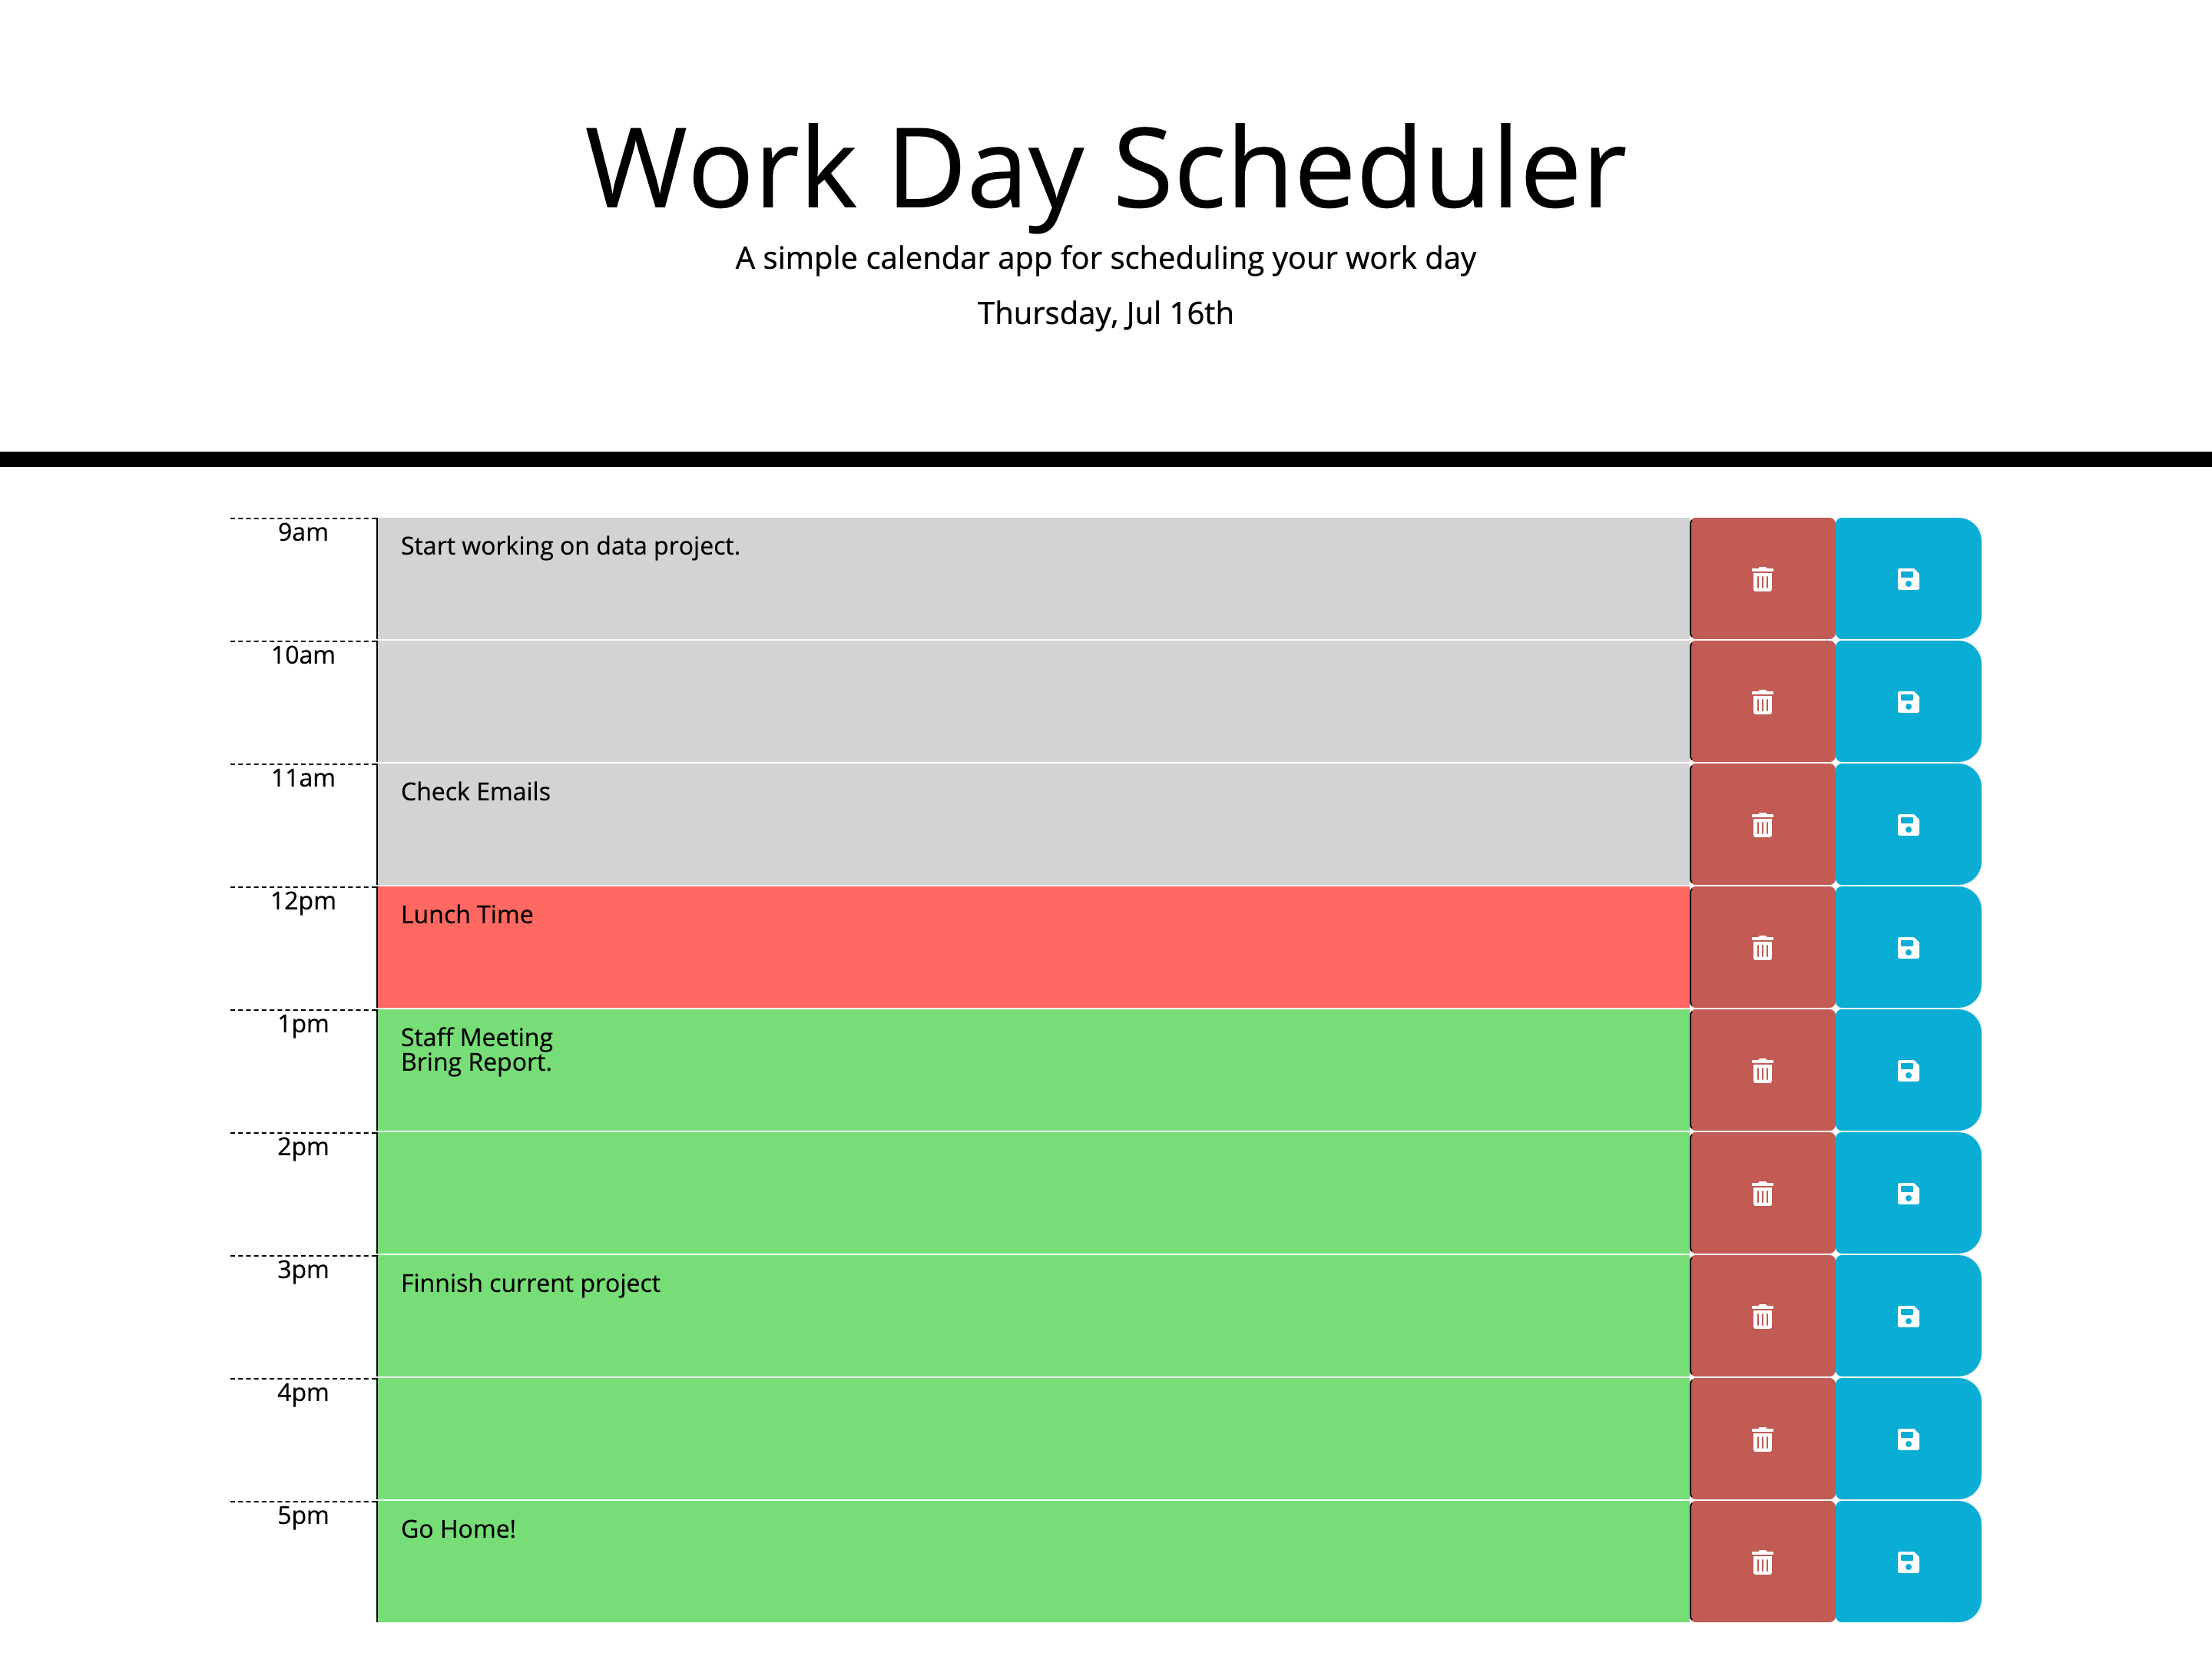 Work Day Scheduler
A simple calendar app for scheduling your work day
Thursday, Jul 16th
9am
Start working on data project.
10am
11am
Check Emails
12pm
Lunch Time
1pm
Staff Meeting
Bring Report.
2pm
3pm
Finnish current project
4pm
5pm
Go Home!